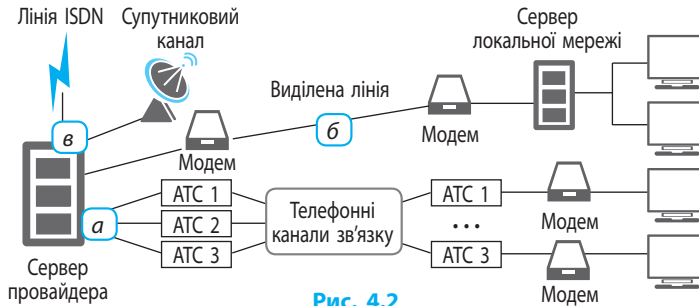 Лінія ISDN
Супутниковий
канал
Сервер
локальної мережі
Виділена лінія
в
б
Модем
Модем
а
АТС 1
АТС 2
АТС 3
Телефонні
канали зв'язку
АТС 1
...
АТС 3
Модем
Модем
Сервер
провайдера
Рис. 4.2